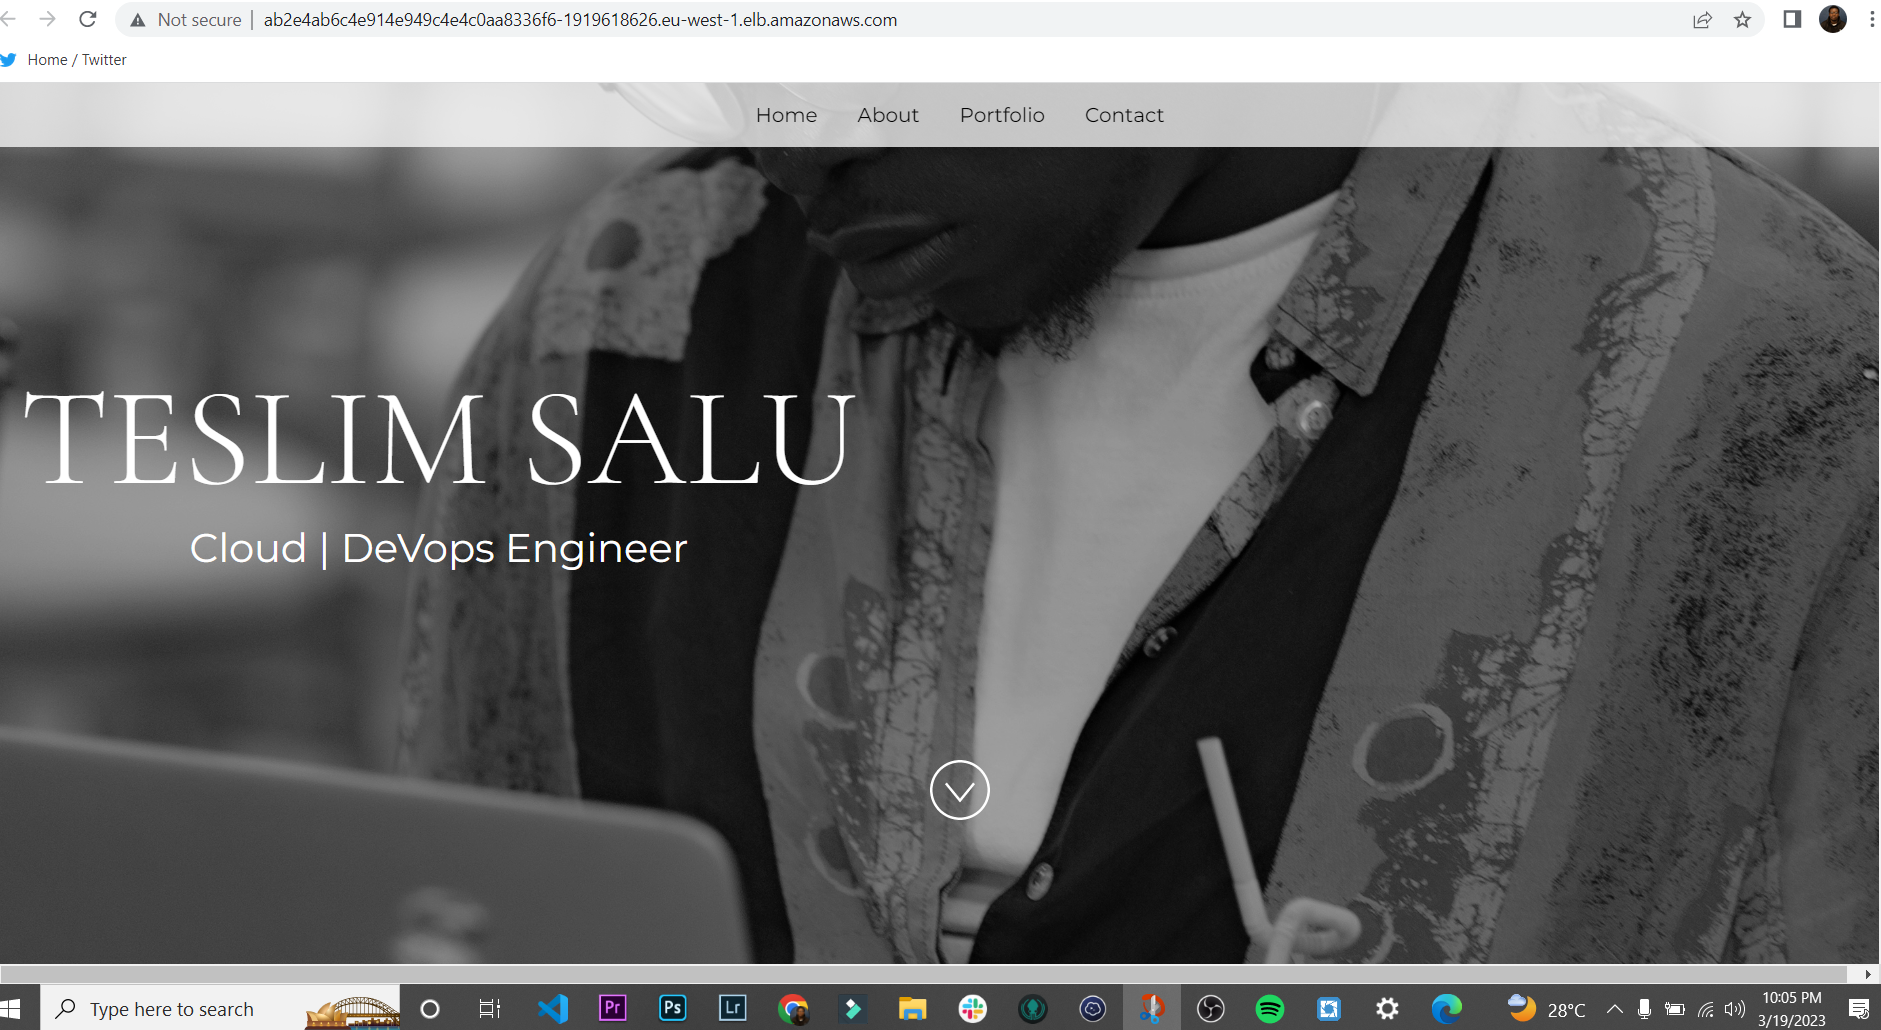 Not secure | ab2e4ab6c4e914e949c4e4c0aa8336f6-1919618626.eu-west-1.elb.amazonaws.com
Home / Twitter
Home About Portfolio Contact
TESLIM SALU
Cloud | DeVops Engineer
Type here to search
Pr
Ps
Lr
28°C
10:05 PM
3/19/2023